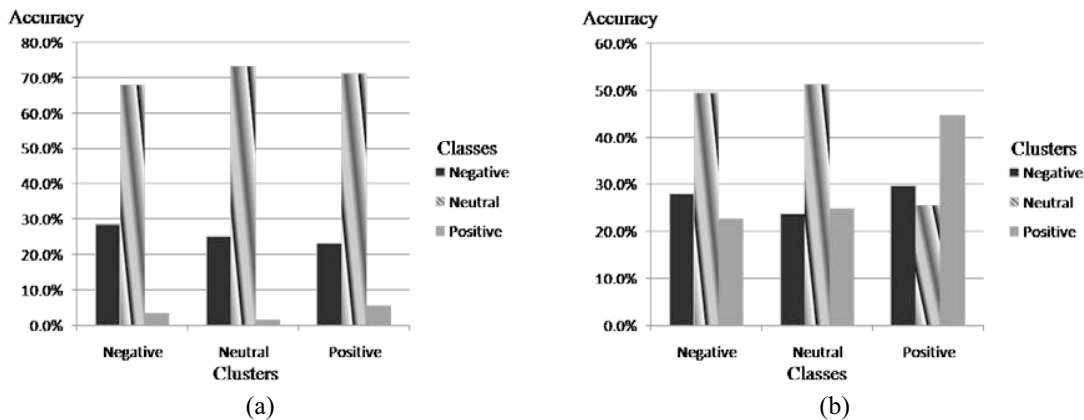 Accuracy
80.0%
70.0%
60.0%
50.0%
40.0%
30.0%
20.0%
10.0%
0.0%
Negative Neutral Positive
Clusters
Classes
Negative
Neutral
Positive
(a)
Accuracy
60.0%
50.0%
40.0%
30.0%
20.0%
10.0%
0.0%
Negative Neutral Positive
Classes
Clusters
Negative
Neutral
Positive
(b)